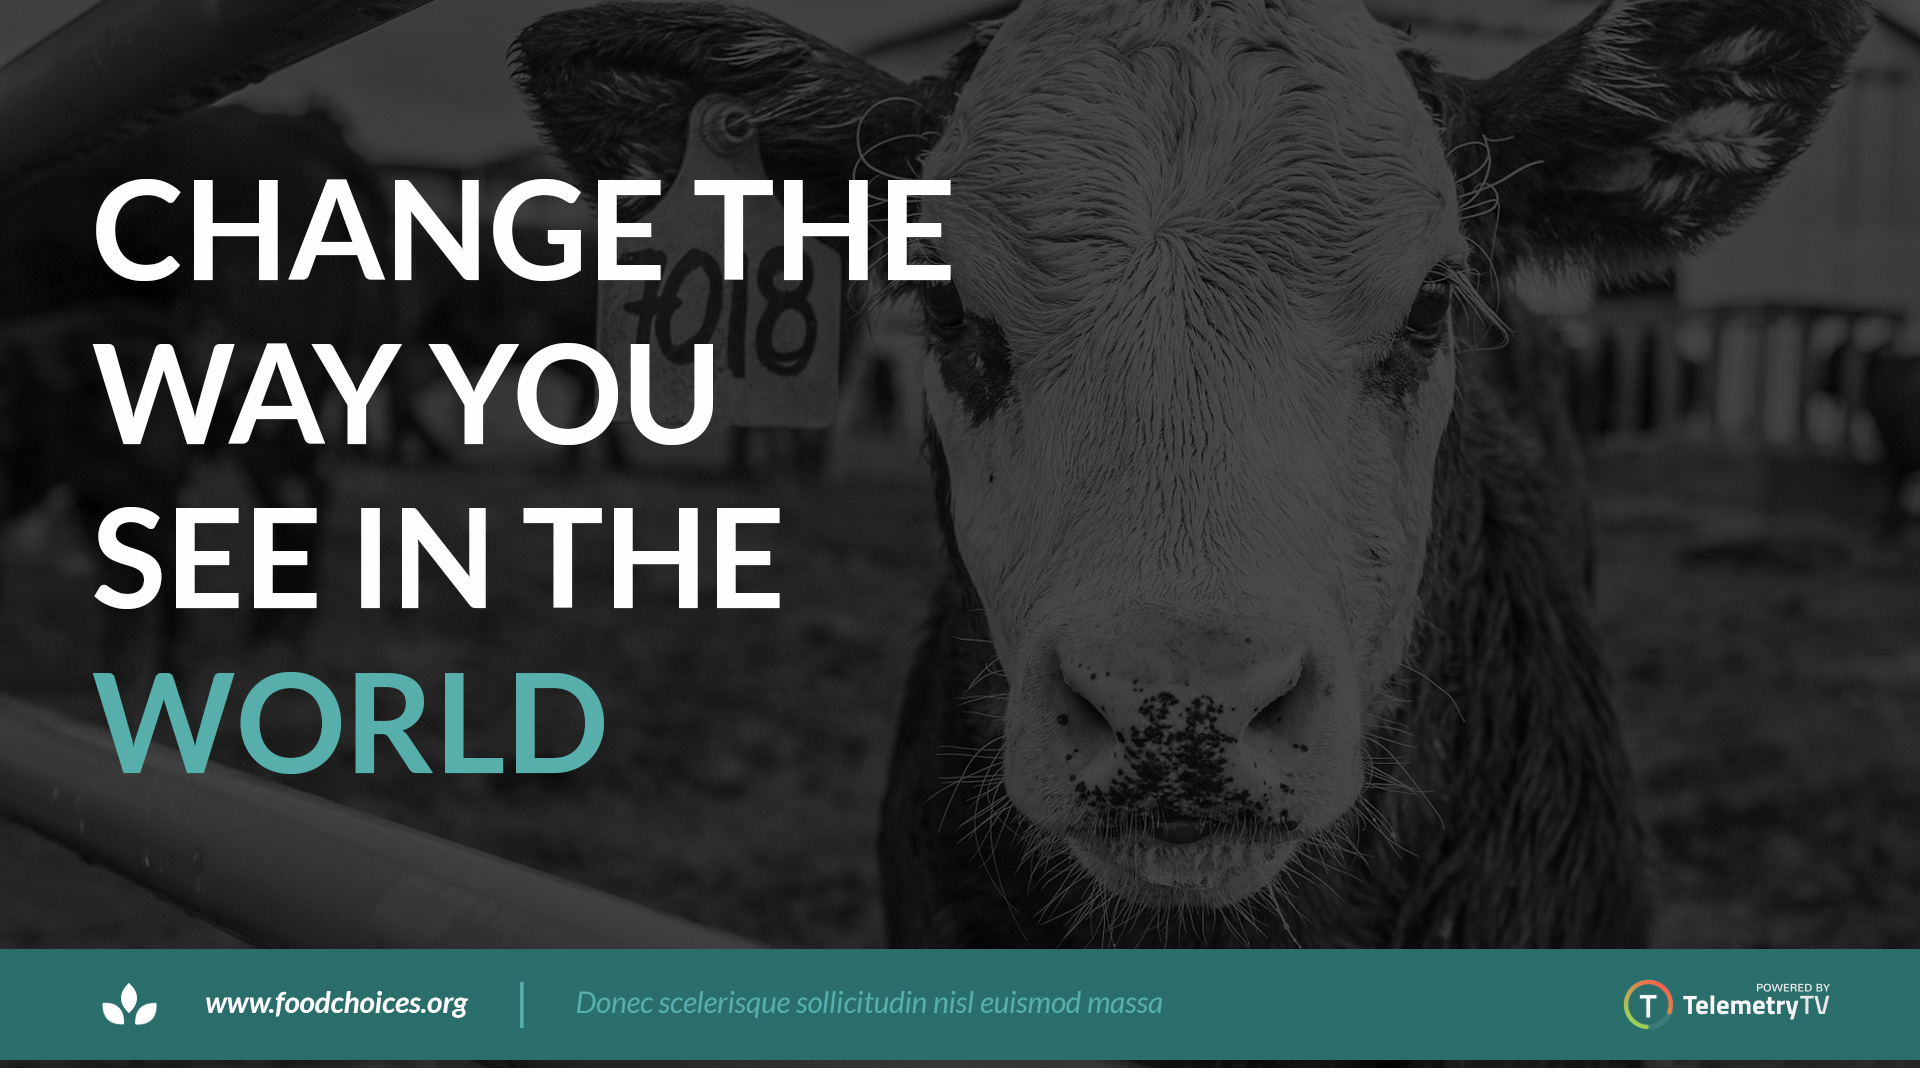 CHANGE THE
7018
WAY YOU
SEE IN THE
WORLD
www.foodchoices.org
Donec scelerisque sollicitudin nisl euismod massa
POWERED BY
T TelemetryTV